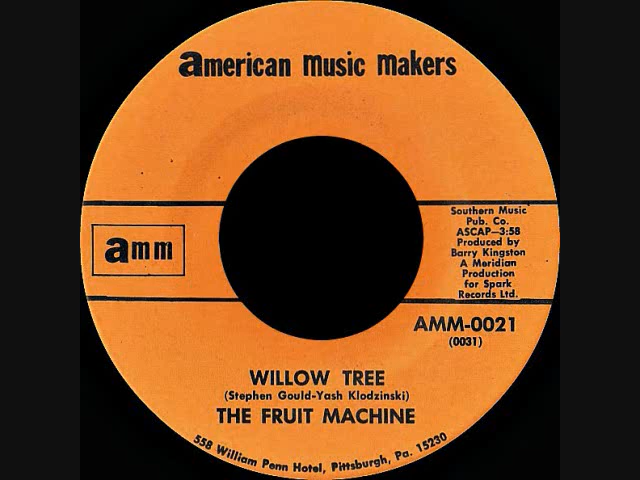 american music makers
amm
Southern Music
Pub. Co.
ASCAP—3:58
Produced by
Barry Kingston
A Meridian
Production
for Spark
Records Ltd.
AMM-0021
(0031)
WILLOW TREE
(Stephen Gould-Yash Klodzinski)
THE FRUIT MACHINE
558 William Penn Hotel, Pittsburgh, Pa. 15230